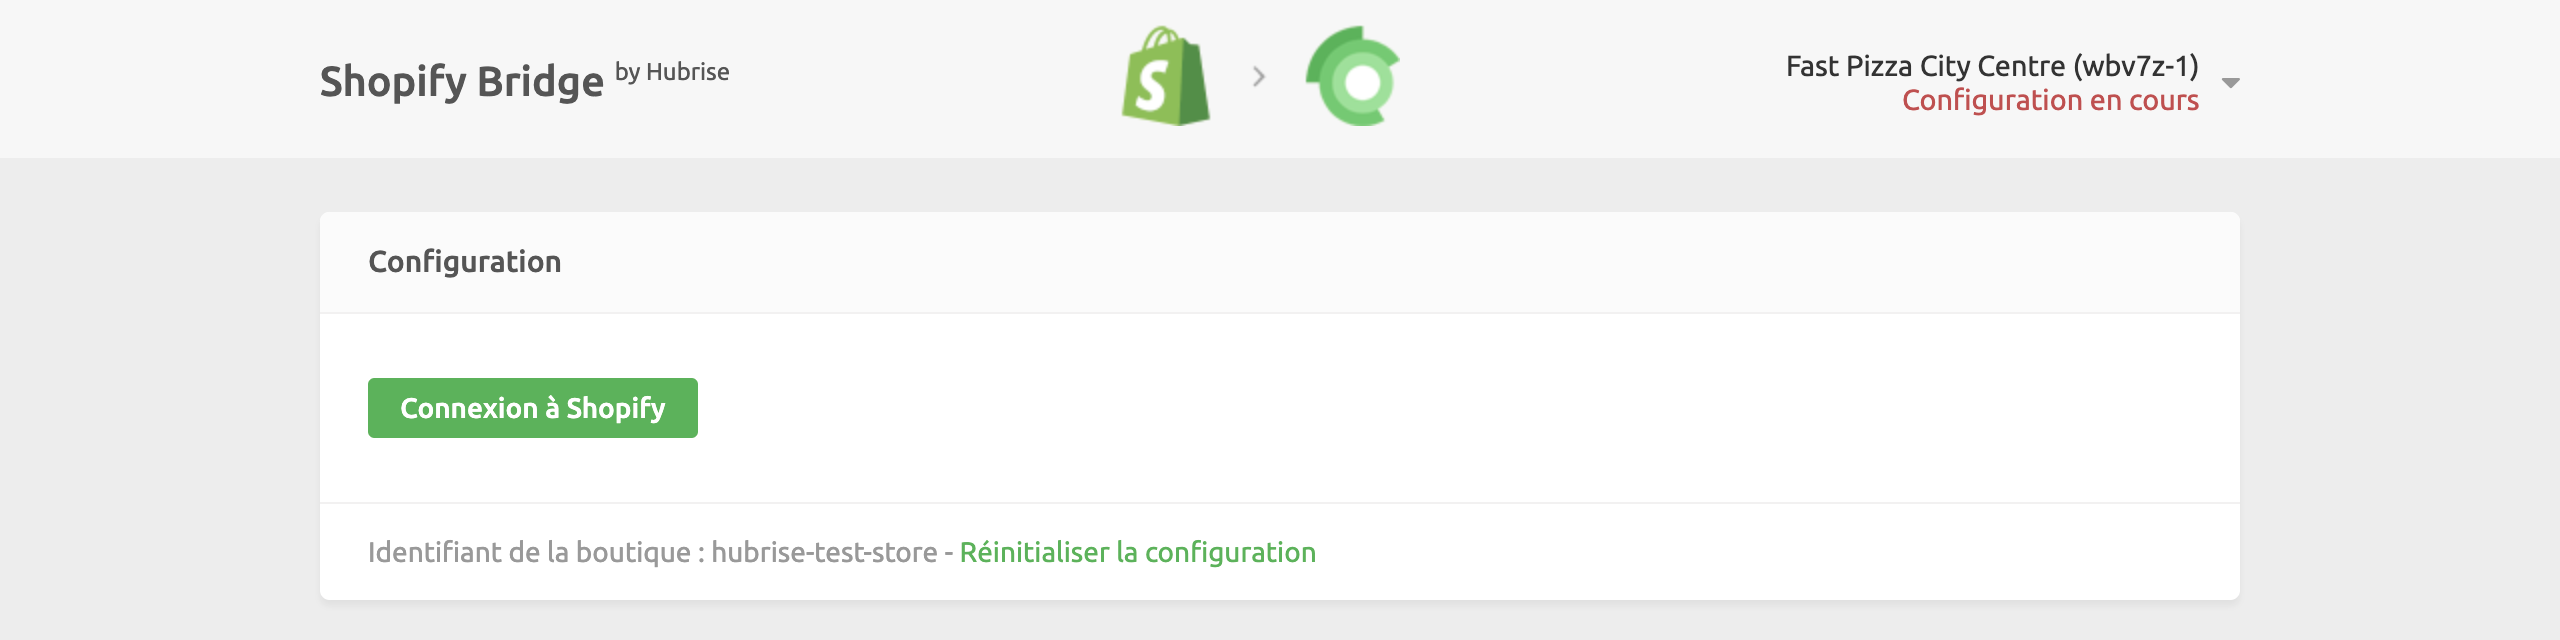 Shopify Bridge by Hubrise
S
Fast Pizza City Centre (wbv7z-1)
Configuration en cours
Configuration
Connexion à Shopify
Identifiant de la boutique : hubrise-test-store - Réinitialiser la configuration